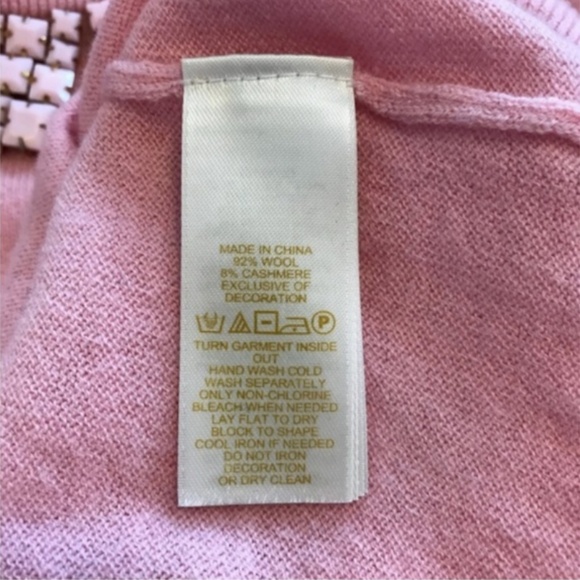 MADE IN CHINA
92% WOOL
8% CASHMERE
EXCLUSIVE OF
DECORATION
P
TURN GARMENT INSIDE
OUT
HAND WASH COLD
WASH SEPARATELY
ONLY NON-CHLORINE
BLEACH WHEN NEEDED
LAY FLAT TO DRY
BLOCK TO SHAPE
COOL IRON IF NEEDED
DO NOT IRON
DECORATION
OR DRY CLEAN